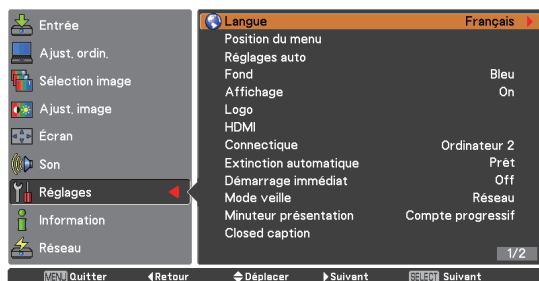 Entrée
Ajust. ordin.
Sélection image
Ajust. image
Écran
Son
Réglages
Information
Réseau
Langue Français
Position du menu
Réglages auto
Fond Bleu
Affichage On
Logo
HDMI
Connectique Ordinateur 2
Extinction automatique Prêt
Démarrage immédiat Off
Mode veille Réseau
Minuteur présentation Compte progressif
Closed caption
1/2
MENU Quitter Retour Déplacer Suivant SELECT Suivant